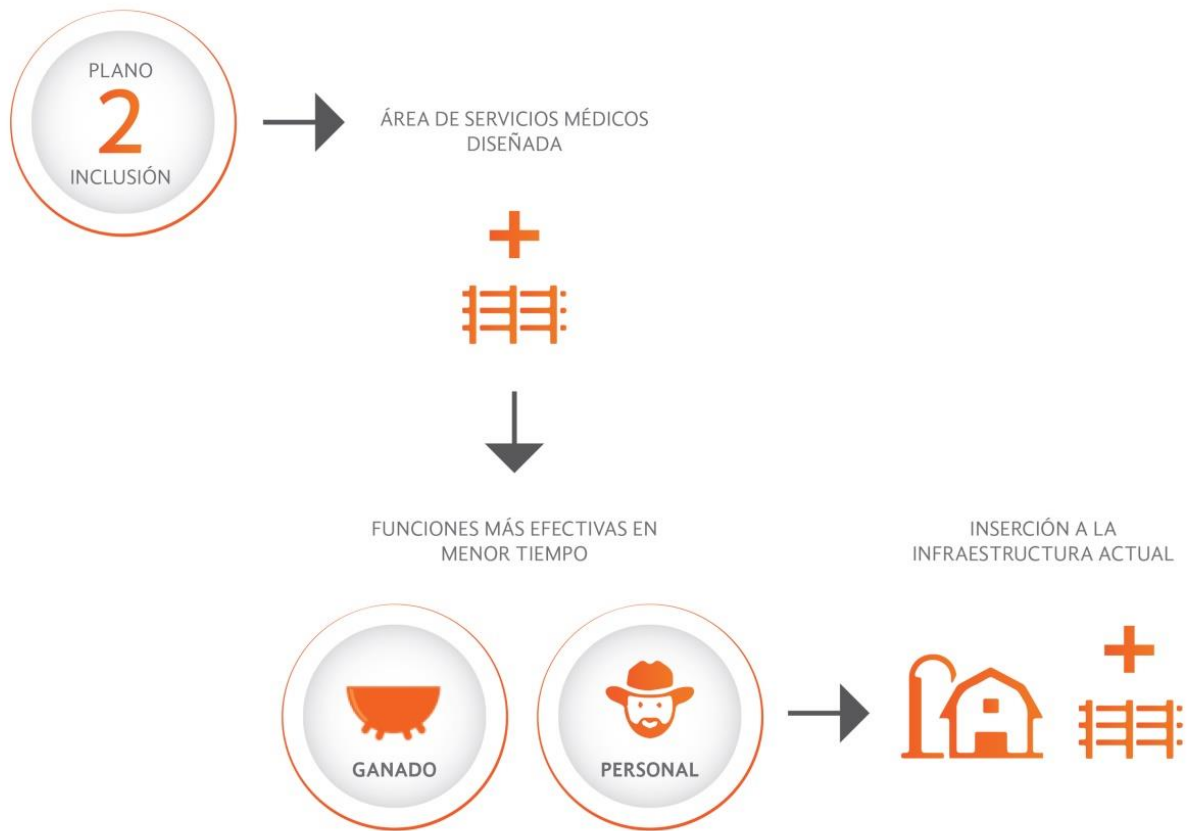 PLANO
2
INCLUSIÓN
ÁREA DE SERVICIOS MÉDICOS
DISEÑADA
FUNCIONES MÁS EFECTIVAS EN
MENOR TIEMPO
INSERCIÓN A LA
INFRAESTRUCTURA ACTUAL
GANADO
PERSONAL